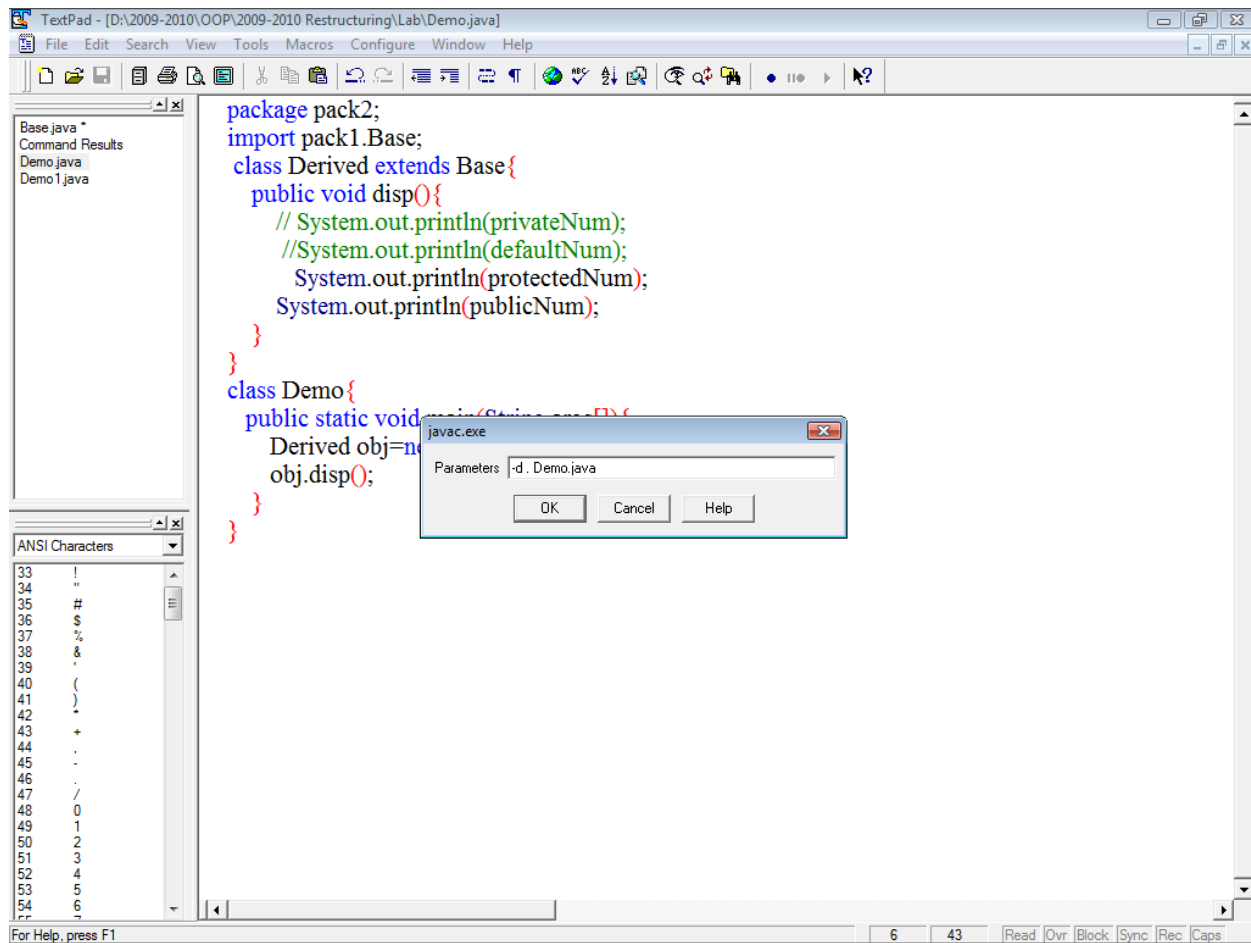 TextPad - [D:\2009-2010\OOP\2009-2010 Restructuring\Lab\Demo.java]
File Edit Search View Tools Macros Configure Window Help
Base.java *
Command Results
Demo.java
Demo1.java
package pack2;
import pack1.Base;
class Derived extends Base{
public void disp(){
// System.out.println(privateNum);
//System.out.println(defaultNum);
System.out.println(protectedNum);
System.out.println(publicNum);
}
}
class Demo{
public static void main(String args[]){
Derived obj=ne
obj.disp();
}
}
javac.exe
Parameters -d . Demo.java
OK Cancel Help
ANSI Characters
33 !
34 "
35 #
36 $
37 %
38 &
39 '
40 (
41 )
42 *
43 +
44 ,
45 -
46 .
47 /
48 0
49 1
50 2
51 3
52 4
53 5
54 6
For Help, press F1
6 43 Read Ovr Block Sync Rec Caps